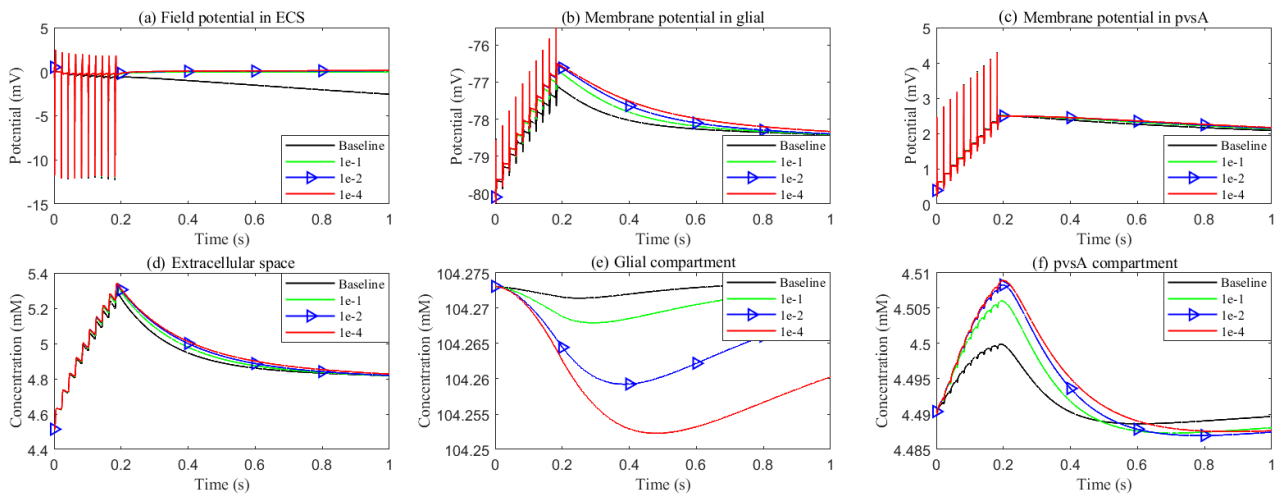 (a) Field potential in ECS
5
0
-5
-10
-15
Potential (mV)
0
0.2
0.4
0.6
0.8
1
Time (s)
Baseline
1e-1
1e-2
1e-4
(b) Membrane potential in glial
-76
-77
-78
-79
-80
Potential (mV)
0
0.2
0.4
0.6
0.8
1
Time (s)
Baseline
1e-1
1e-2
1e-4
(c) Membrane potential in pvsA
5
4
3
2
1
0
Potential (mV)
0
0.2
0.4
0.6
0.8
1
Time (s)
Baseline
1e-1
1e-2
1e-4
(d) Extracellular space
5.4
5.2
5
4.8
4.6
4.4
Concentration (mM)
0
0.2
0.4
0.6
0.8
1
Time (s)
Baseline
1e-1
1e-2
1e-4
(e) Glial compartment
104.275
104.27
104.265
104.26
104.255
104.25
Concentration (mM)
0
0.2
0.4
0.6
0.8
1
Time (s)
Baseline
1e-1
1e-2
1e-4
(f) pvsA compartment
4.51
4.505
4.5
4.495
4.49
4.485
Concentration (mM)
0
0.2
0.4
0.6
0.8
1
Time (s)
Baseline
1e-1
1e-2
1e-4